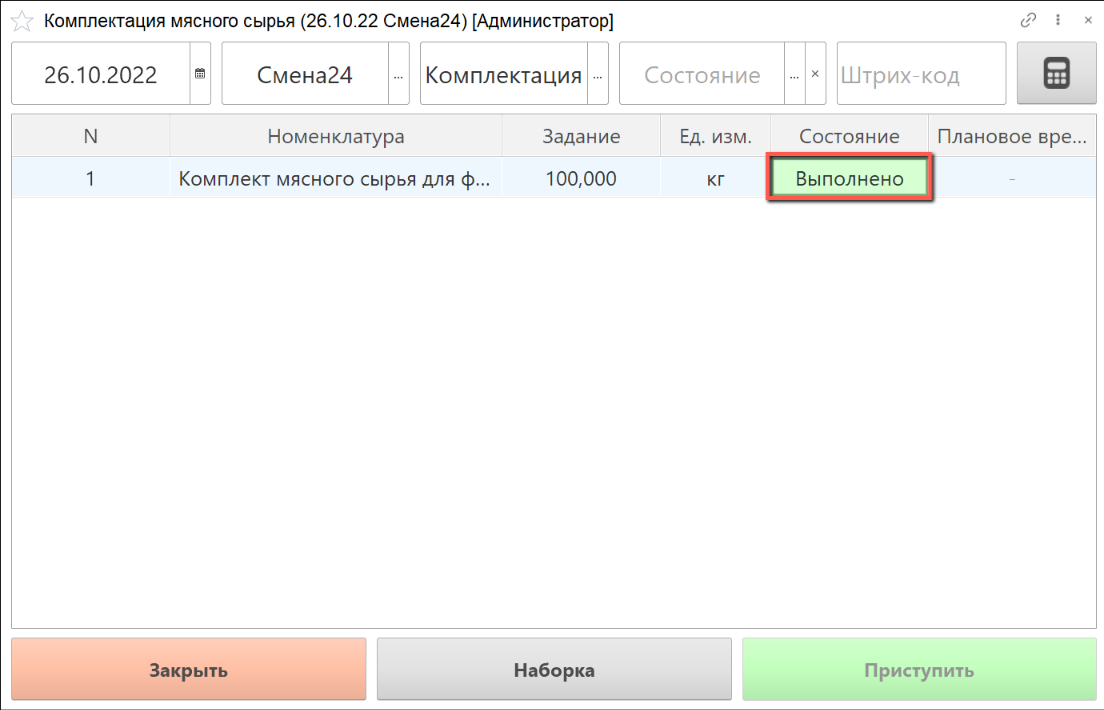 Комплектация мясного сырья (26.10.22 Смена24) [Администратор]
26.10.2022 Смена24 ... Комплектация ... Состояние ... × Штрих-код
N Номенклатура Задание Ед. изм. Состояние Плановое вре...
1 Комплект мясного сырья для ф... 100,000 кг Выполнено -
Закрыть Наборка Приступить